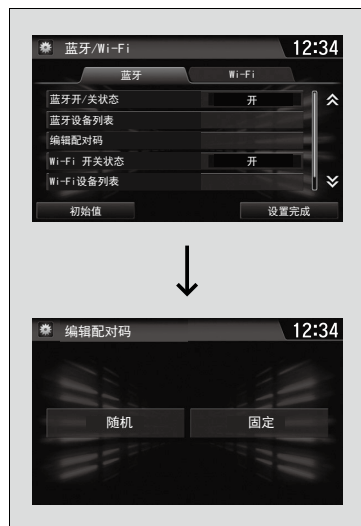 蓝牙/Wi-Fi 12:34
蓝牙 Wi-Fi
蓝牙开/关状态 开
蓝牙设备列表
编辑配对码
Wi-Fi 开关状态 开
Wi-Fi设备列表
初始值 设置完成
编辑配对码 12:34
随机 固定